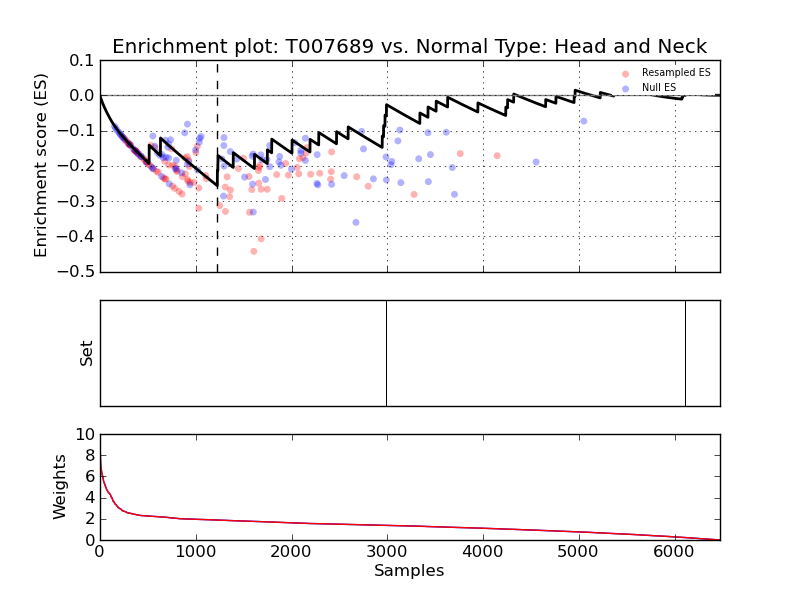 Enrichment plot: T007689 vs. Normal Type: Head and Neck
Enrichment score (ES)
0.1
0.0
−0.1
−0.2
−0.3
−0.4
−0.5
Resampled ES
Null ES
Set
Weights
10
8
6
4
2
0
0 1000 2000 3000 4000 5000 6000
Samples